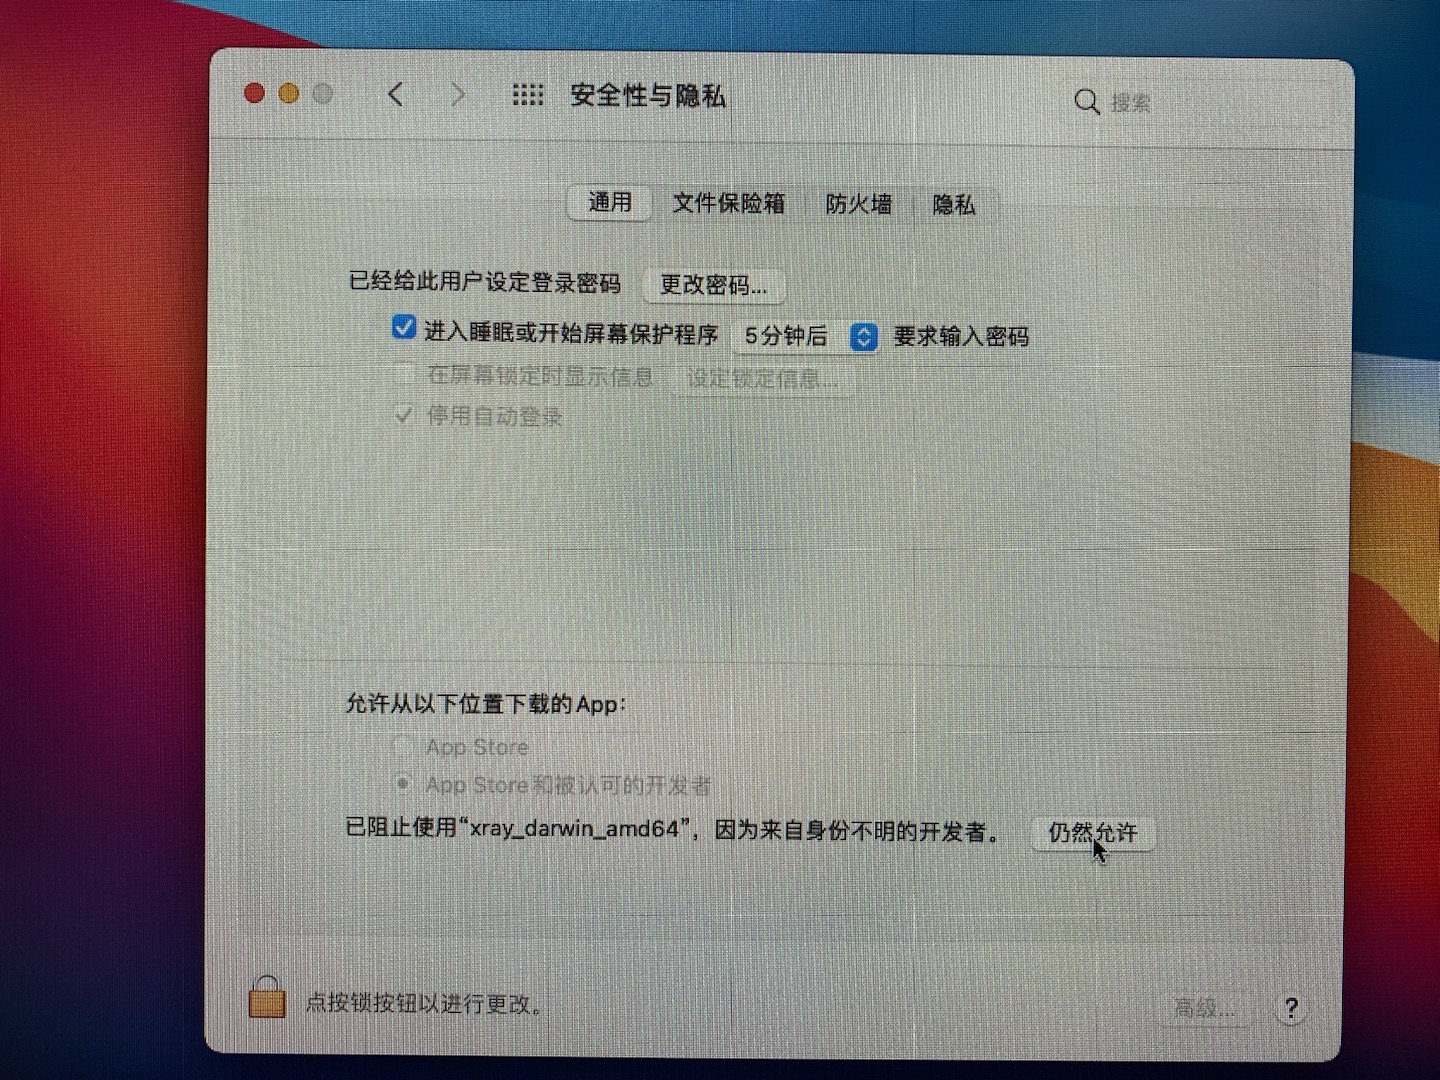 安全性与隐私
搜索
通用 文件保险箱 防火墙 隐私
已经给此用户设定登录密码 更改密码...
进入睡眠或开始屏幕保护程序 5分钟后 要求输入密码
在屏幕锁定时显示信息 设定锁定信息...
停用自动登录
允许从以下位置下载的App：
App Store
App Store和被认可的开发者
已阻止使用“xray_darwin_amd64”，因为来自身份不明的开发者。 仍然允许
点按锁按钮以进行更改。
高级... ?